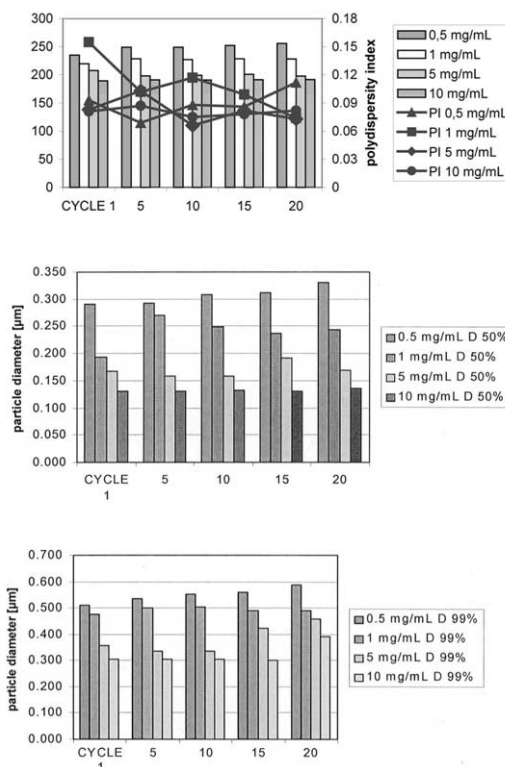 300
250
200
150
100
50
0
0.18
0.15
0.12
0.09
0.06
0.03
0
polydispersity index
CYCLE 1 5 10 15 20
0,5 mg/mL
1 mg/mL
5 mg/mL
10 mg/mL
PI 0,5 mg/mL
PI 1 mg/mL
PI 5 mg/mL
PI 10 mg/mL
particle diameter [µm]
0.350
0.300
0.250
0.200
0.150
0.100
0.050
0.000
CYCLE 5 10 15 20
1
0.5 mg/mL D 50%
1 mg/mL D 50%
5 mg/mL D 50%
10 mg/mL D 50%
particle diameter [µm]
0.700
0.600
0.500
0.400
0.300
0.200
0.100
0.000
CYCLE 5 10 15 20
1
0.5 mg/mL D 99%
1 mg/mL D 99%
5 mg/mL D 99%
10 mg/mL D 99%